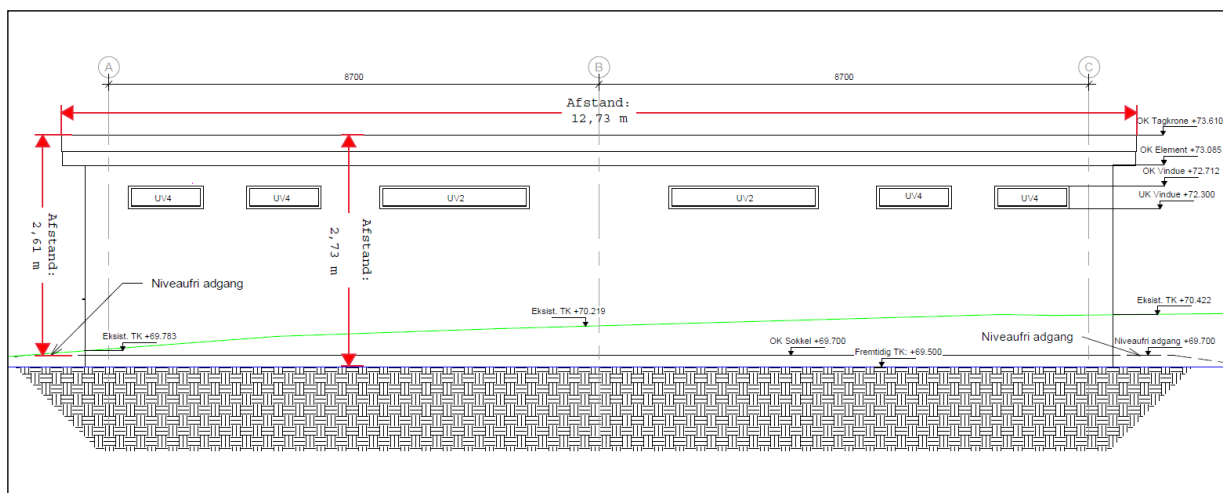 A
B
C
8700
8700
Afstand:
12,73 m
OK Tagkrone +73.610
OK Element +73.085
OK Vindue +72.712
UK Vindue +72.300
UV4
UV4
UV2
UV2
UV4
UV4
Afstand:
2,61 m
Afstand:
2,73 m
Niveaufri adgang
Eksist. TK +69.783
Eksist. TK +70.219
Eksist. TK +70.422
OK Sokkel +69.700
Fremtidig TK: +69.500
Niveaufri adgang
Niveaufri adgang +69.700